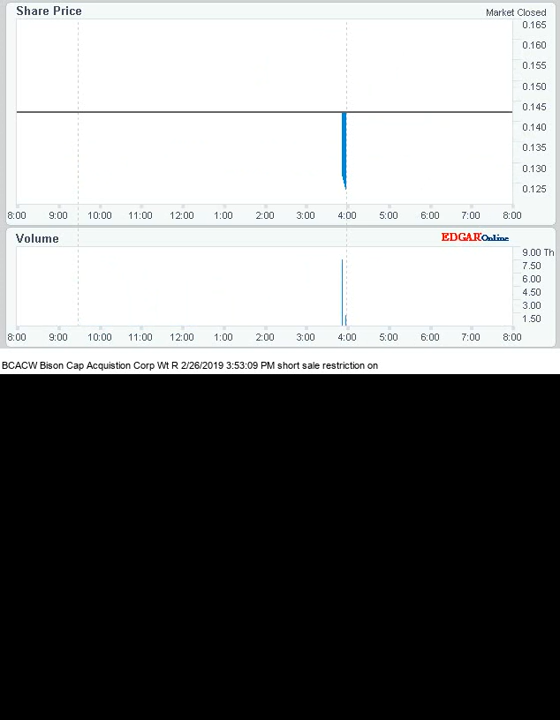 Share Price
Market Closed
0.165
0.160
0.155
0.150
0.145
0.140
0.135
0.130
0.125
8:00 9:00 10:00 11:00 12:00 1:00 2:00 3:00 4:00 5:00 6:00 7:00 8:00
Volume
EDGAROnline
9.00 Th
7.50
6.00
4.50
3.00
1.50
8:00 9:00 10:00 11:00 12:00 1:00 2:00 3:00 4:00 5:00 6:00 7:00 8:00
BCACW Bison Cap Acquistion Corp Wt R 2/26/2019 3:53:09 PM short sale restriction on